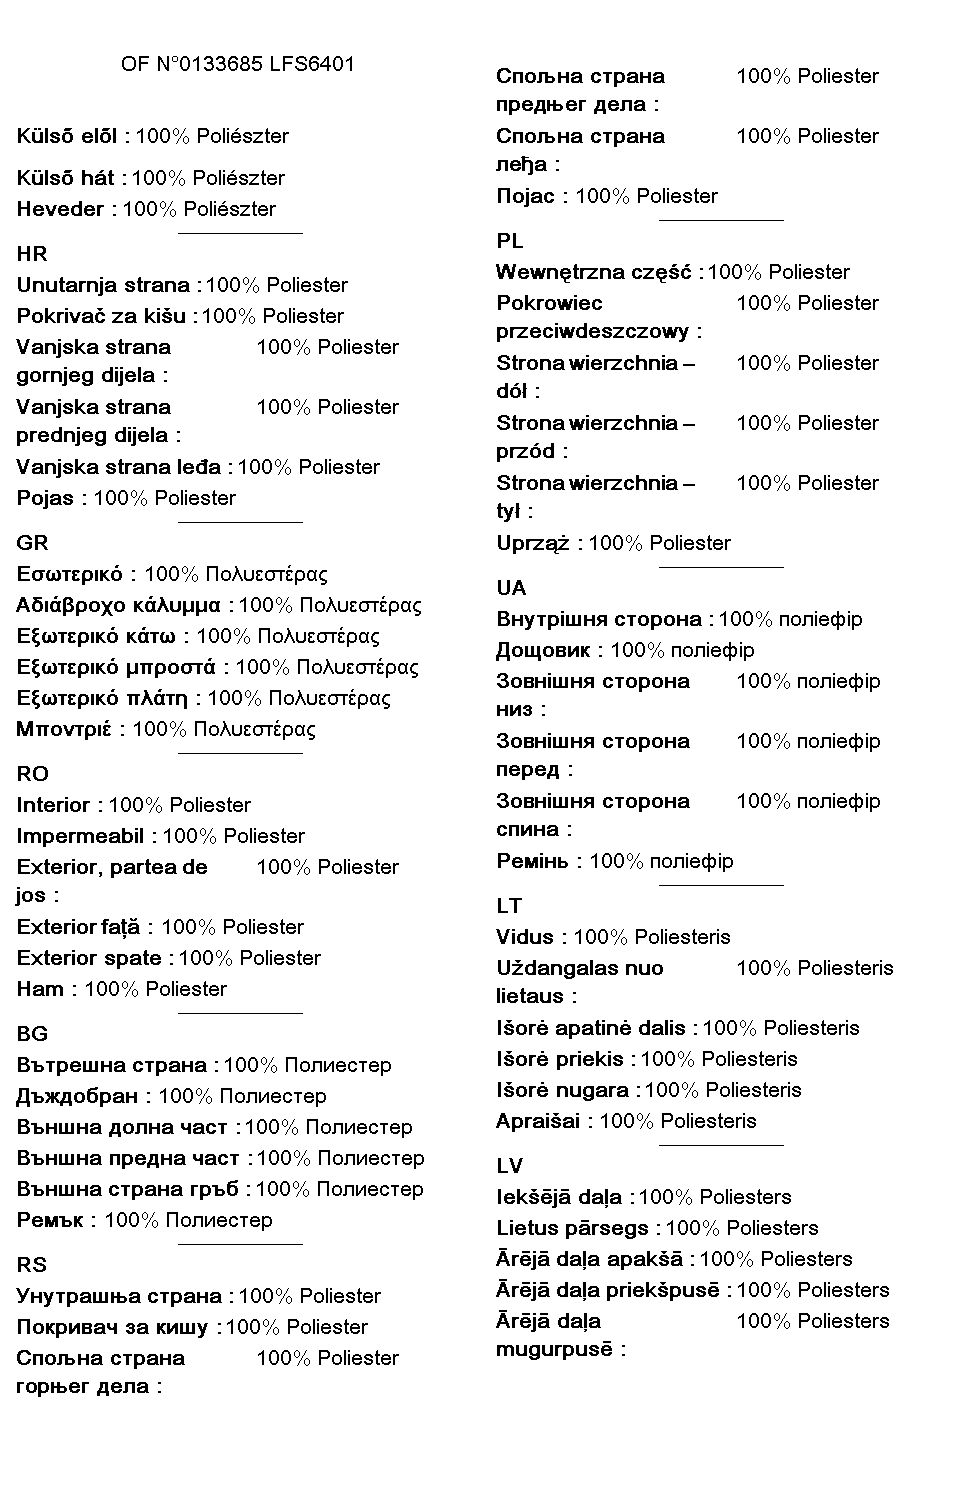 OF N°0133685 LFS6401
Külsõ elõl : 100% Poliészter
Külsõ hát : 100% Poliészter
Heveder : 100% Poliészter
HR
Unutarnja strana : 100% Poliester
Pokrivač za kišu : 100% Poliester
Vanjska strana 100% Poliester
gornjeg dijela :
Vanjska strana 100% Poliester
prednjeg dijela :
Vanjska strana leđa : 100% Poliester
Pojas : 100% Poliester
GR
Εσωτερικό : 100% Πολυεστέρας
Αδιάβροχο κάλυμμα : 100% Πολυεστέρας
Εξωτερικό κάτω : 100% Πολυεστέρας
Εξωτερικό μπροστά : 100% Πολυεστέρας
Εξωτερικό πλάτη : 100% Πολυεστέρας
Μποντριέ : 100% Πολυεστέρας
RO
Interior : 100% Poliester
Impermeabil : 100% Poliester
Exterior, partea de 100% Poliester
jos :
Exterior față : 100% Poliester
Exterior spate : 100% Poliester
Ham : 100% Poliester
BG
Вътрешна страна : 100% Полиестер
Дъждобран : 100% Полиестер
Външна долна част : 100% Полиестер
Външна предна част : 100% Полиестер
Външна страна гръб : 100% Полиестер
Ремък : 100% Полиестер
RS
Унутрашња страна : 100% Poliester
Покривач за кишу : 100% Poliester
Спољна страна 100% Poliester
горњег дела :
Спољна страна 100% Poliester
предњег дела :
Спољна страна 100% Poliester
леђа :
Појас : 100% Poliester
PL
Wewnętrzna część : 100% Poliester
Pokrowiec 100% Poliester
przeciwdeszczowy :
Strona wierzchnia – 100% Poliester
dół :
Strona wierzchnia – 100% Poliester
przód :
Strona wierzchnia – 100% Poliester
tył :
Uprząż : 100% Poliester
UA
Внутрішня сторона : 100% поліефір
Дощовик : 100% поліефір
Зовнішня сторона 100% поліефір
низ :
Зовнішня сторона 100% поліефір
перед :
Зовнішня сторона 100% поліефір
спина :
Ремінь : 100% поліефір
LT
Vidus : 100% Poliesteris
Uždangalas nuo 100% Poliesteris
lietaus :
Išorė apatinė dalis : 100% Poliesteris
Išorė priekis : 100% Poliesteris
Išorė nugara : 100% Poliesteris
Apraišai : 100% Poliesteris
LV
Iekšējā daļa : 100% Poliesters
Lietus pārsegs : 100% Poliesters
Ārējā daļa apakšā : 100% Poliesters
Ārējā daļa priekšpusē : 100% Poliesters
Ārējā daļa 100% Poliesters
mugurpusē :